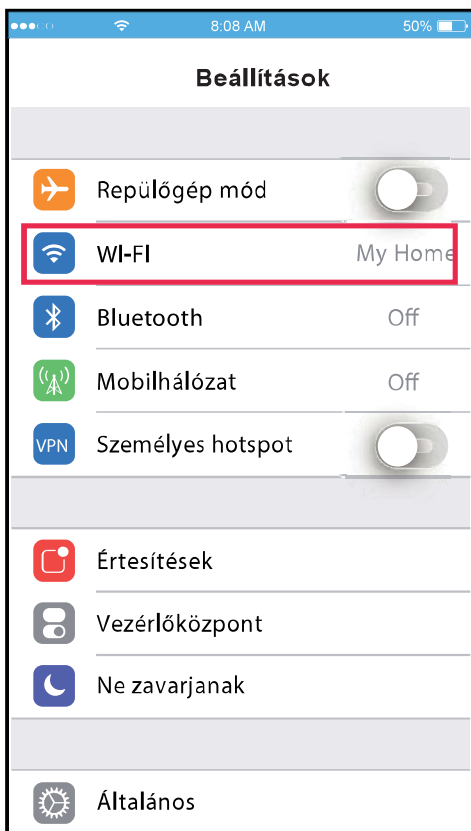 8:08 AM 50%
Beállítások
Repülőgép mód
WI-FI My Home
Bluetooth Off
Mobilhálózat Off
VPN Személyes hotspot
Értesítések
Vezérlőközpont
Ne zavarjanak
Általános